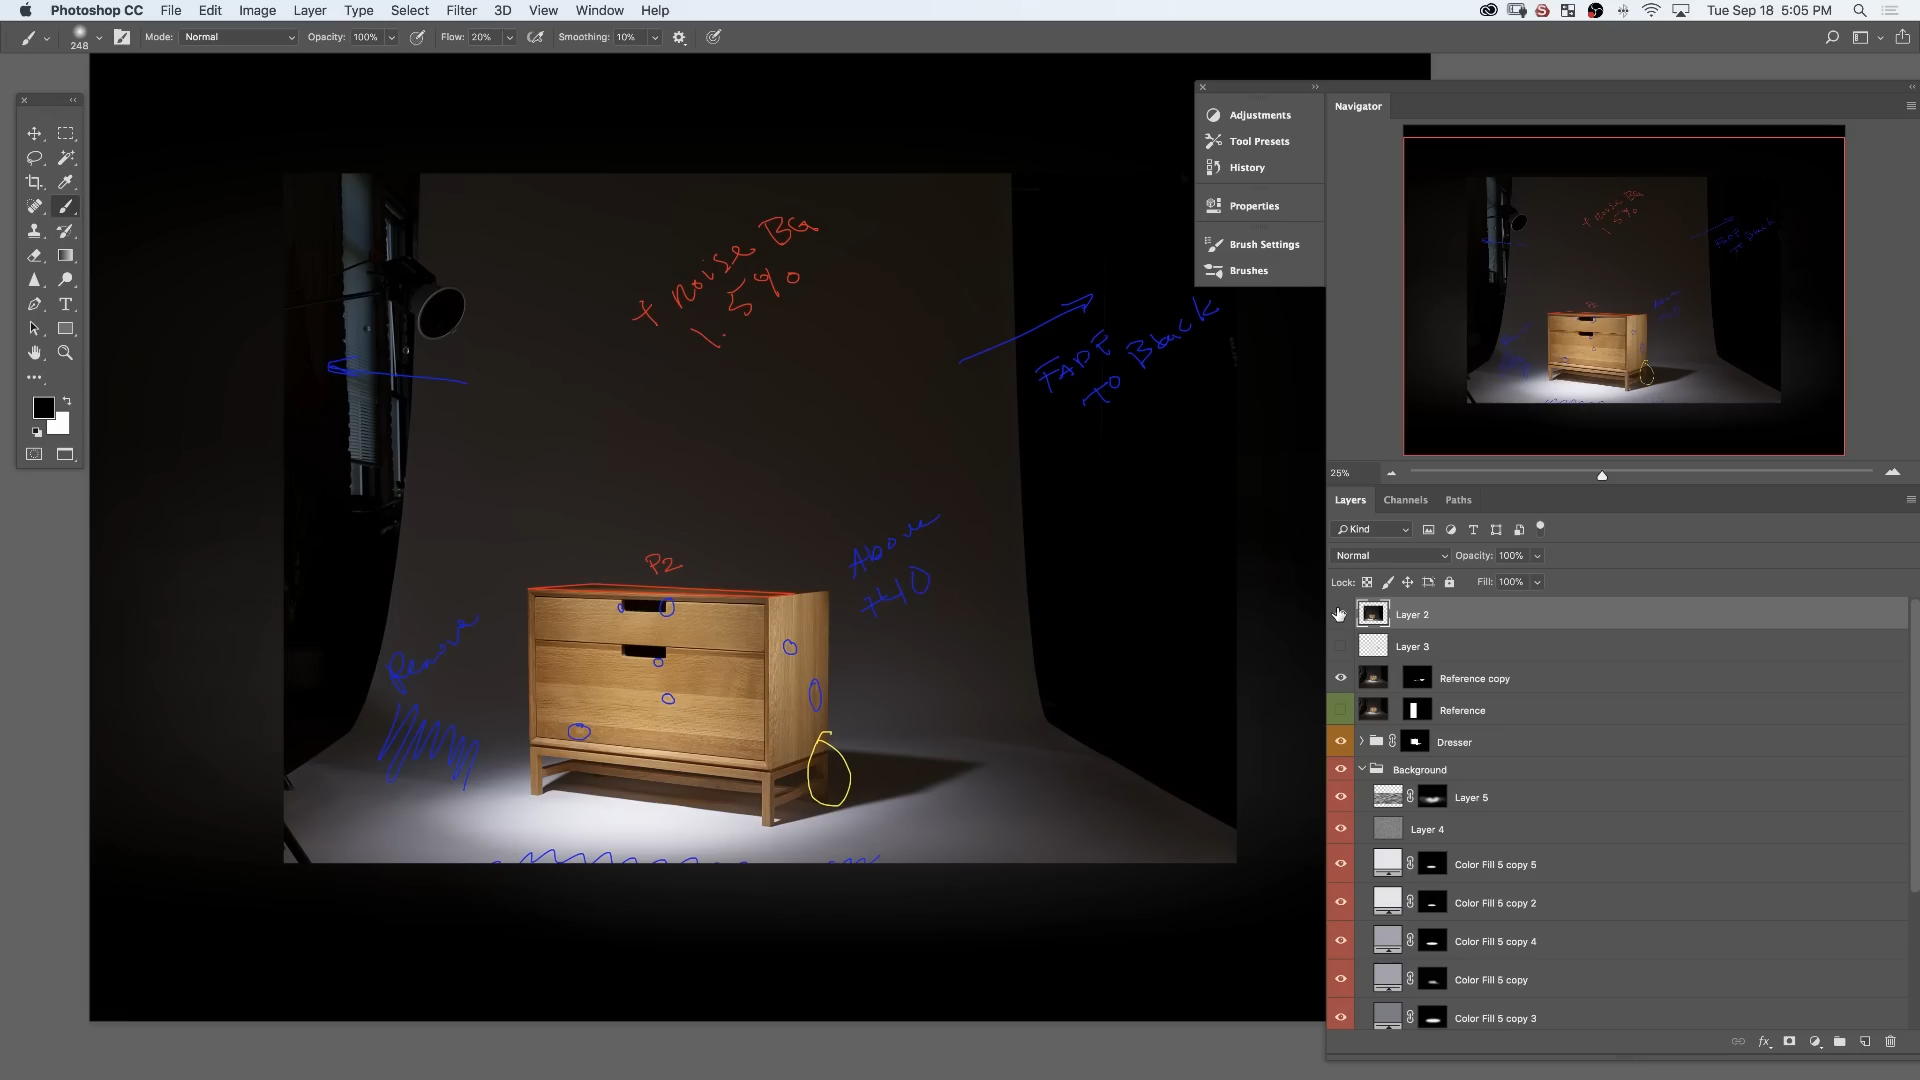 Photoshop CC File Edit Image Layer Type Select Filter 3D View Window Help Tue Sep 18 5:05 PM
248 Mode: Normal Opacity: 100% Flow: 20% Smoothing: 10%
Adjustments
Tool Presets
History
Properties
Brush Settings
Brushes
Navigator
25%
+ noise BG
1.5%
FADE
TO Black
P2
Above
Remove
Layers Channels Paths
Kind
Normal Opacity: 100%
Lock: Fill: 100%
Layer 2
Layer 3
Reference copy
Reference
Dresser
Background
Layer 5
Layer 4
Color Fill 5 copy 5
Color Fill 5 copy 2
Color Fill 5 copy 4
Color Fill 5 copy
Color Fill 5 copy 3
fx